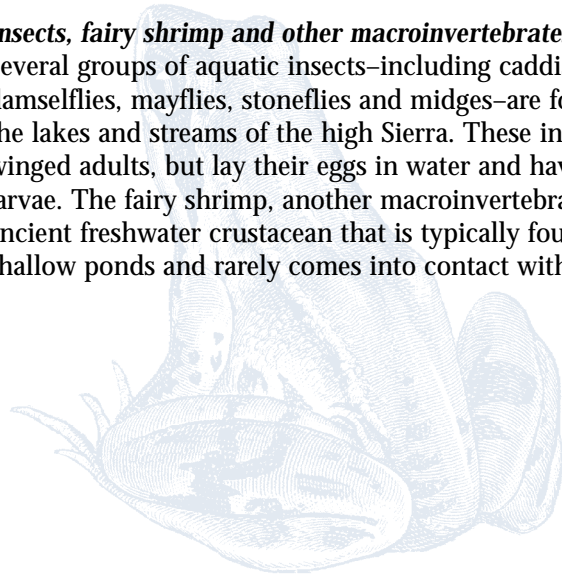 nsects, fairy shrimp and other macroinvertebrate
everal groups of aquatic insects–including caddi
lamselflies, mayflies, stoneflies and midges–are fo
he lakes and streams of the high Sierra. These in
winged adults, but lay their eggs in water and hav
arvae. The fairy shrimp, another macroinvertebra
ncient freshwater crustacean that is typically fou
hallow ponds and rarely comes into contact with